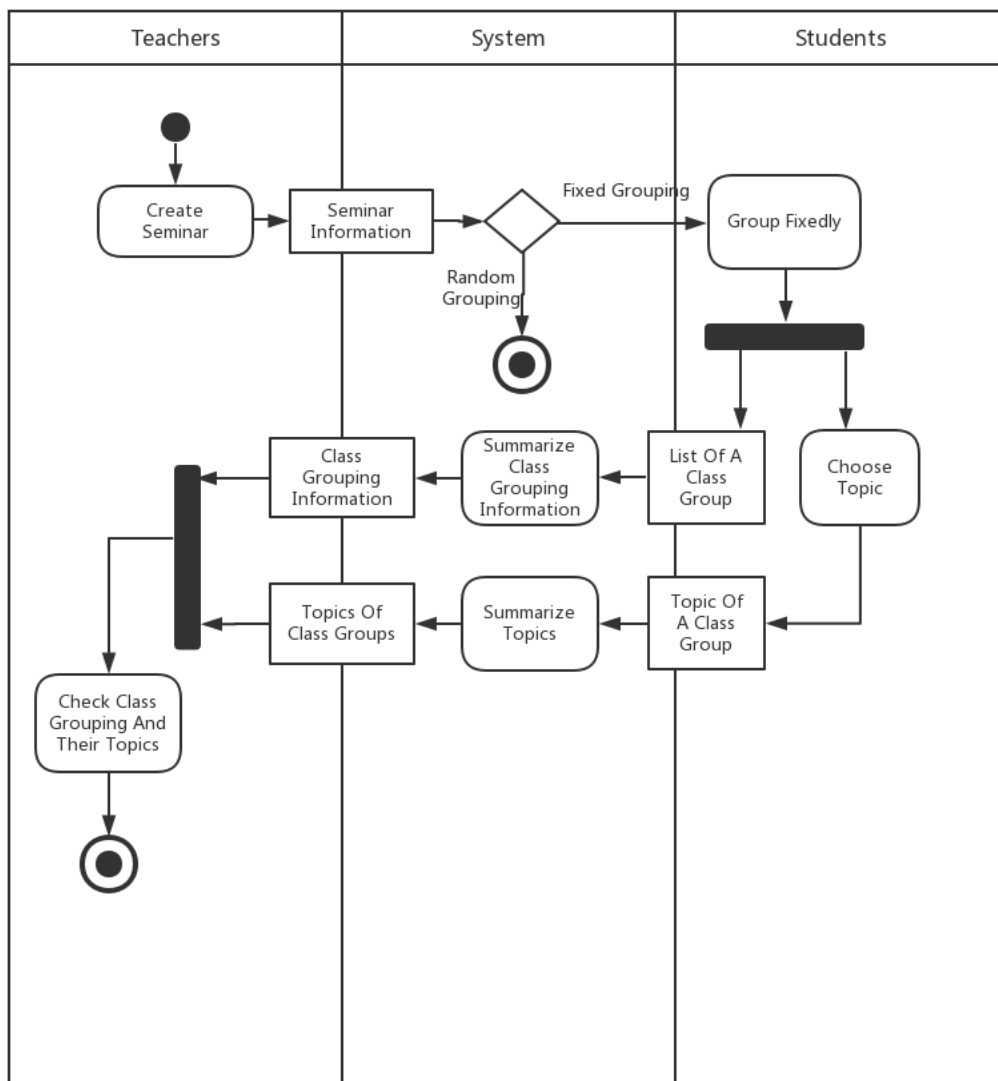 Teachers
System
Students
Fixed Grouping
Create
Seminar
Seminar
Information
Group Fixedly
Random
Grouping
Class
Grouping
Information
Summarize
Class
Grouping
Information
List Of A
Class
Group
Choose
Topic
Topics Of
Class Groups
Summarize
Topics
Topic Of
A Class
Group
Check Class
Grouping And
Their Topics